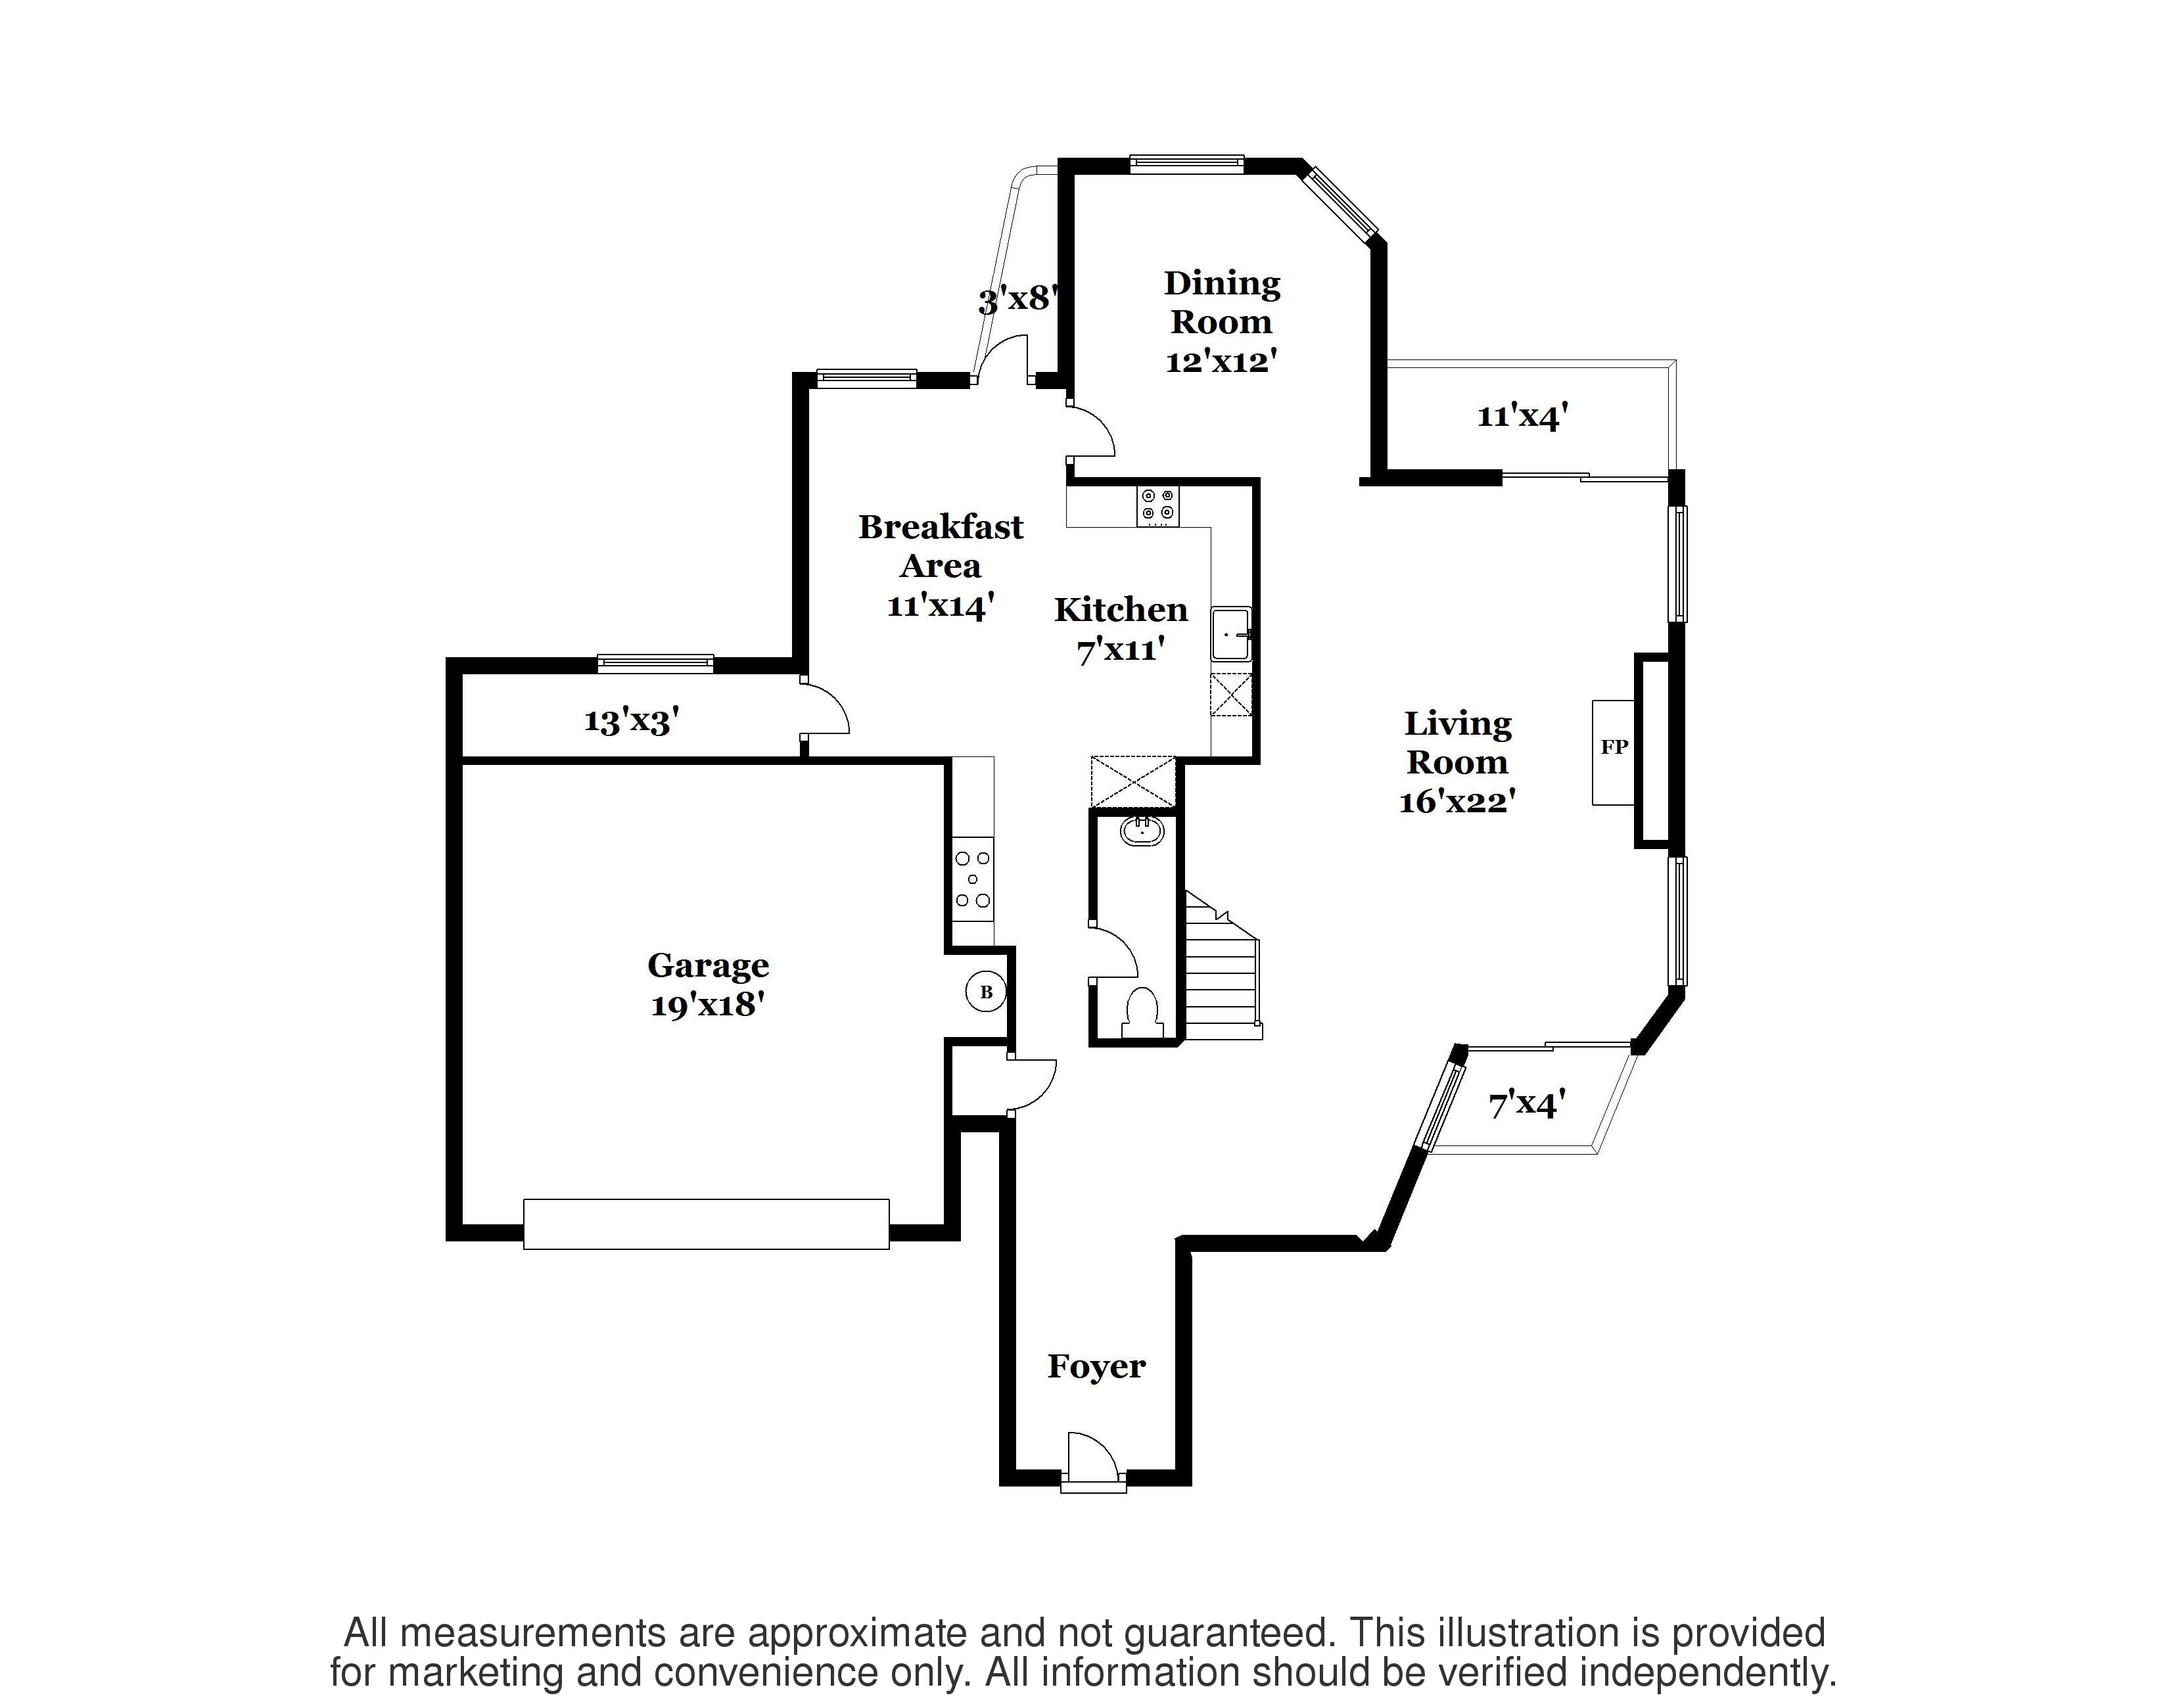 Dining
Room
12'x12'
3'x8'
11'x4'
Breakfast
Area
11'x14'
Kitchen
7'x11'
13'x3'
Living
Room
16'x22'
FP
Garage
19'x18'
B
7'x4'
Foyer
All measurements are approximate and not guaranteed. This illustration is provided
for marketing and convenience only. All information should be verified independently.